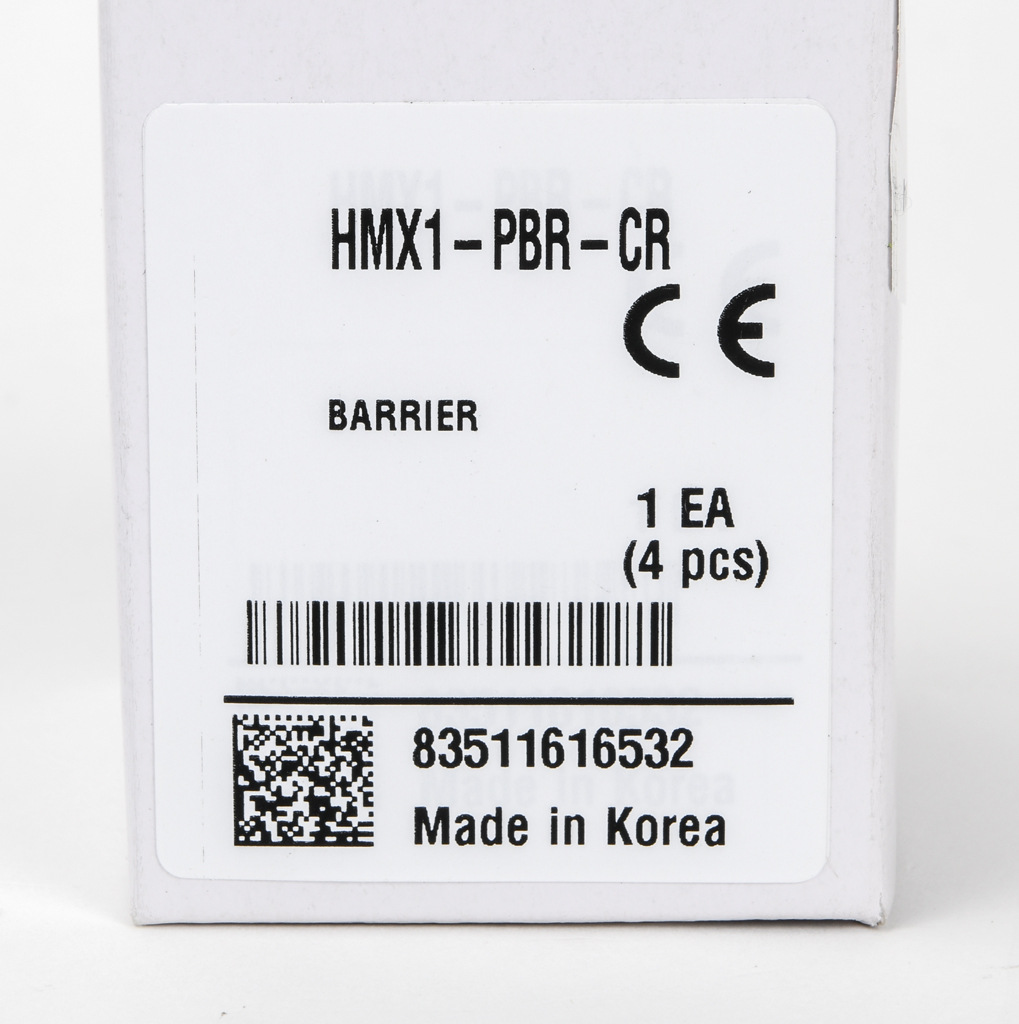 HMX1-PBR-CR
CE
BARRIER
1 EA
(4 pcs)
83511616532
Made in Korea